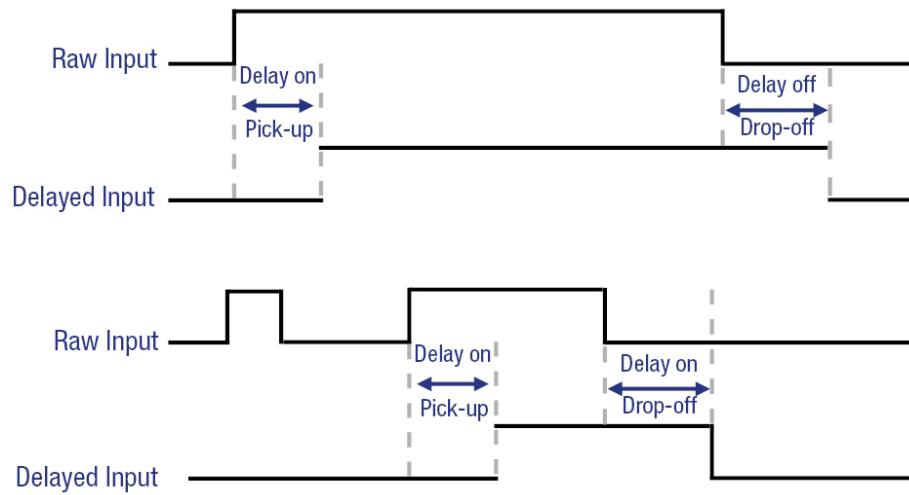 Raw Input
Delay on
Pick-up
Delay off
Drop-off
Delayed Input
Raw Input
Delay on
Pick-up
Delay on
Drop-off
Delayed Input